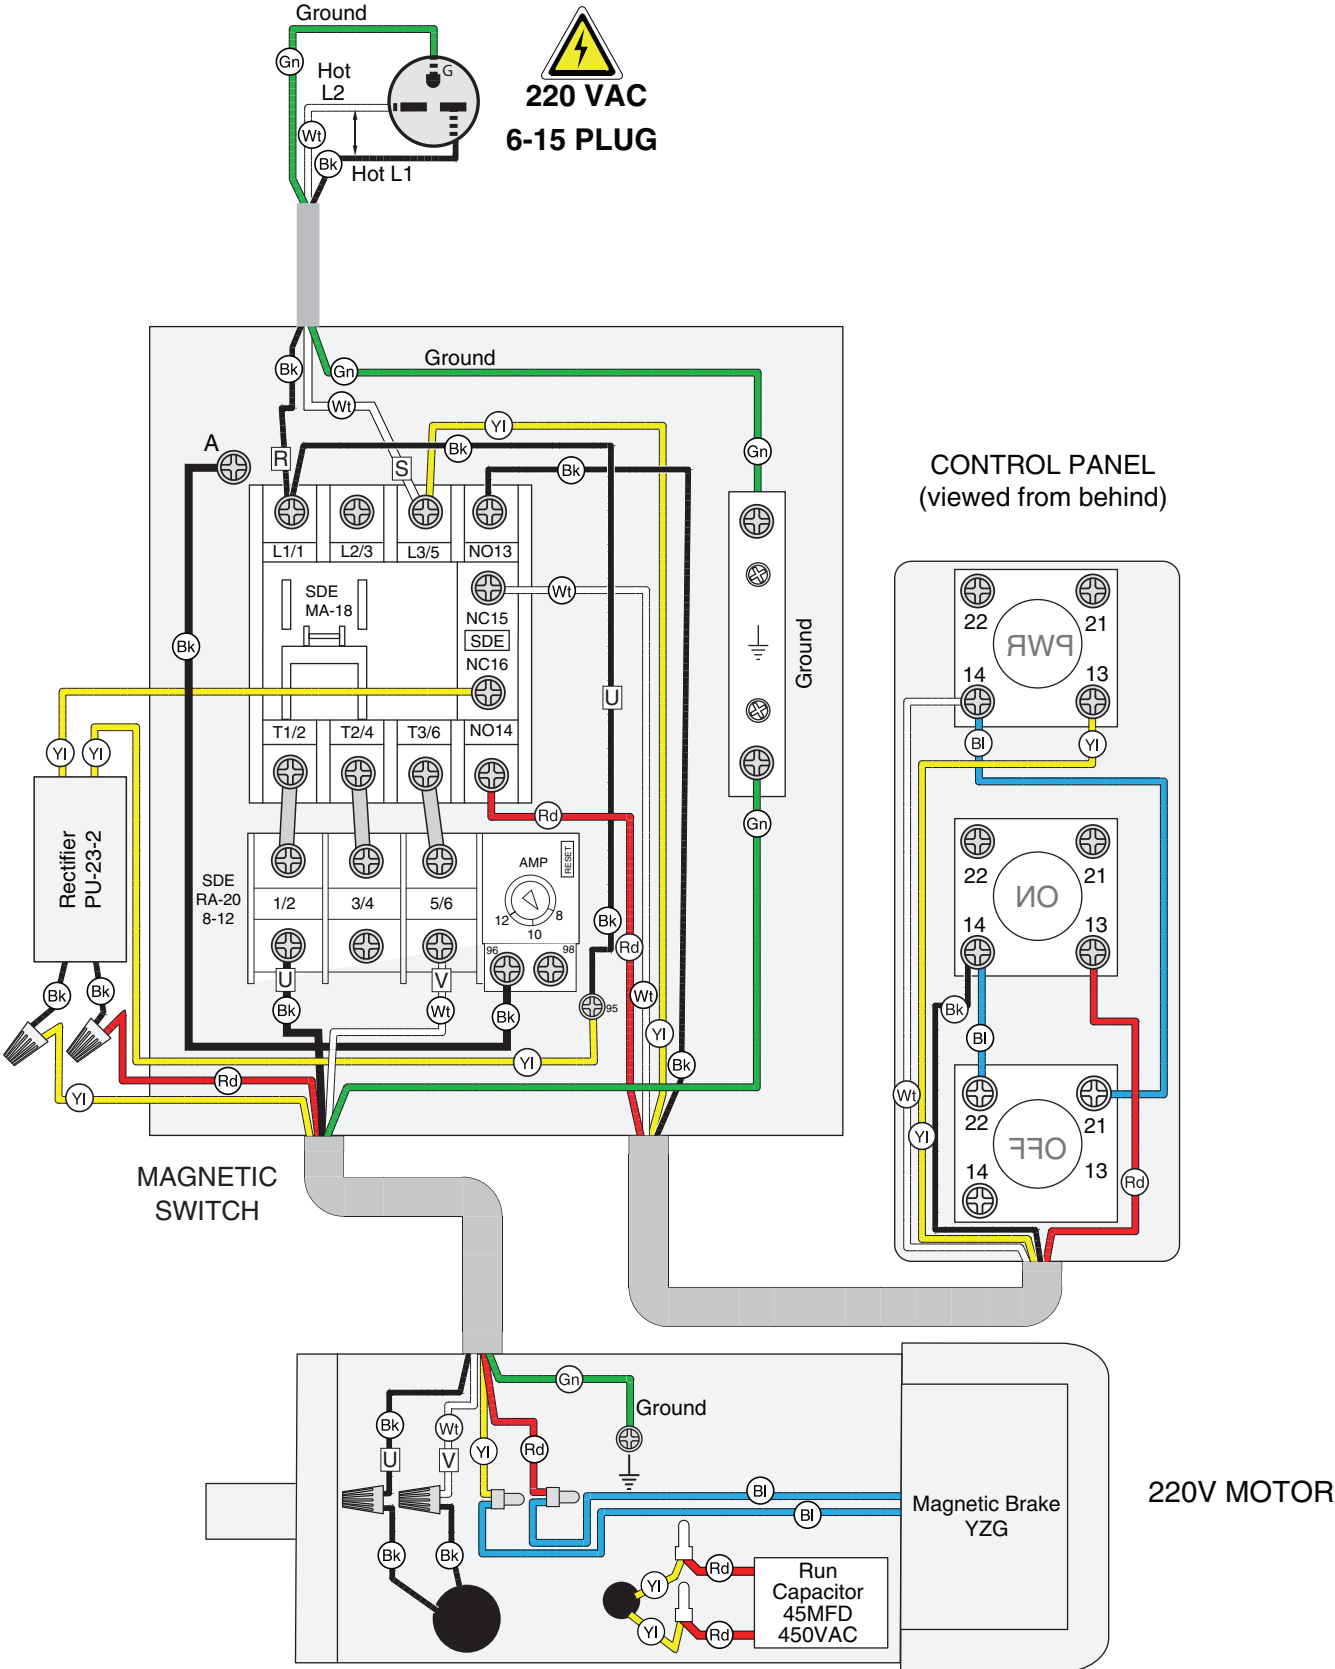 Ground
Gn
G
Hot
L2
220 VAC
6-15 PLUG
Wt
Bk
Hot L1
Ground
Bk
Gn
Wt
A
R
S
Yl
Bk
Bk
Gn
CONTROL PANEL
(viewed from behind)
L1/1
L2/3
L3/5
NO13
SDE
MA-18
Wt
NC15
SDE
NC16
Bk
Ground
U
22
21
PWR
14
13
Bl
Yl
T1/2
T2/4
T3/6
NO14
Yl
Yl
Rd
Gn
Rectifier
PU-23-2
SDE
RA-20
8-12
1/2
3/4
5/6
AMP
RESET
12
8
10
96
98
95
22
21
ON
14
13
Bk
Rd
U
V
Bk
Wt
Bk
Bk
Bk
Wt
Yl
Bk
Yl
Rd
Yl
Bk
Bl
Wt
Yl
22
21
OFF
14
13
Rd
MAGNETIC
SWITCH
Gn
Ground
Bk
Wt
U
V
Yl
Rd
Bl
Bl
Magnetic Brake
YZG
220V MOTOR
Bk
Bk
Yl
Rd
Yl
Rd
Run
Capacitor
45MFD
450VAC